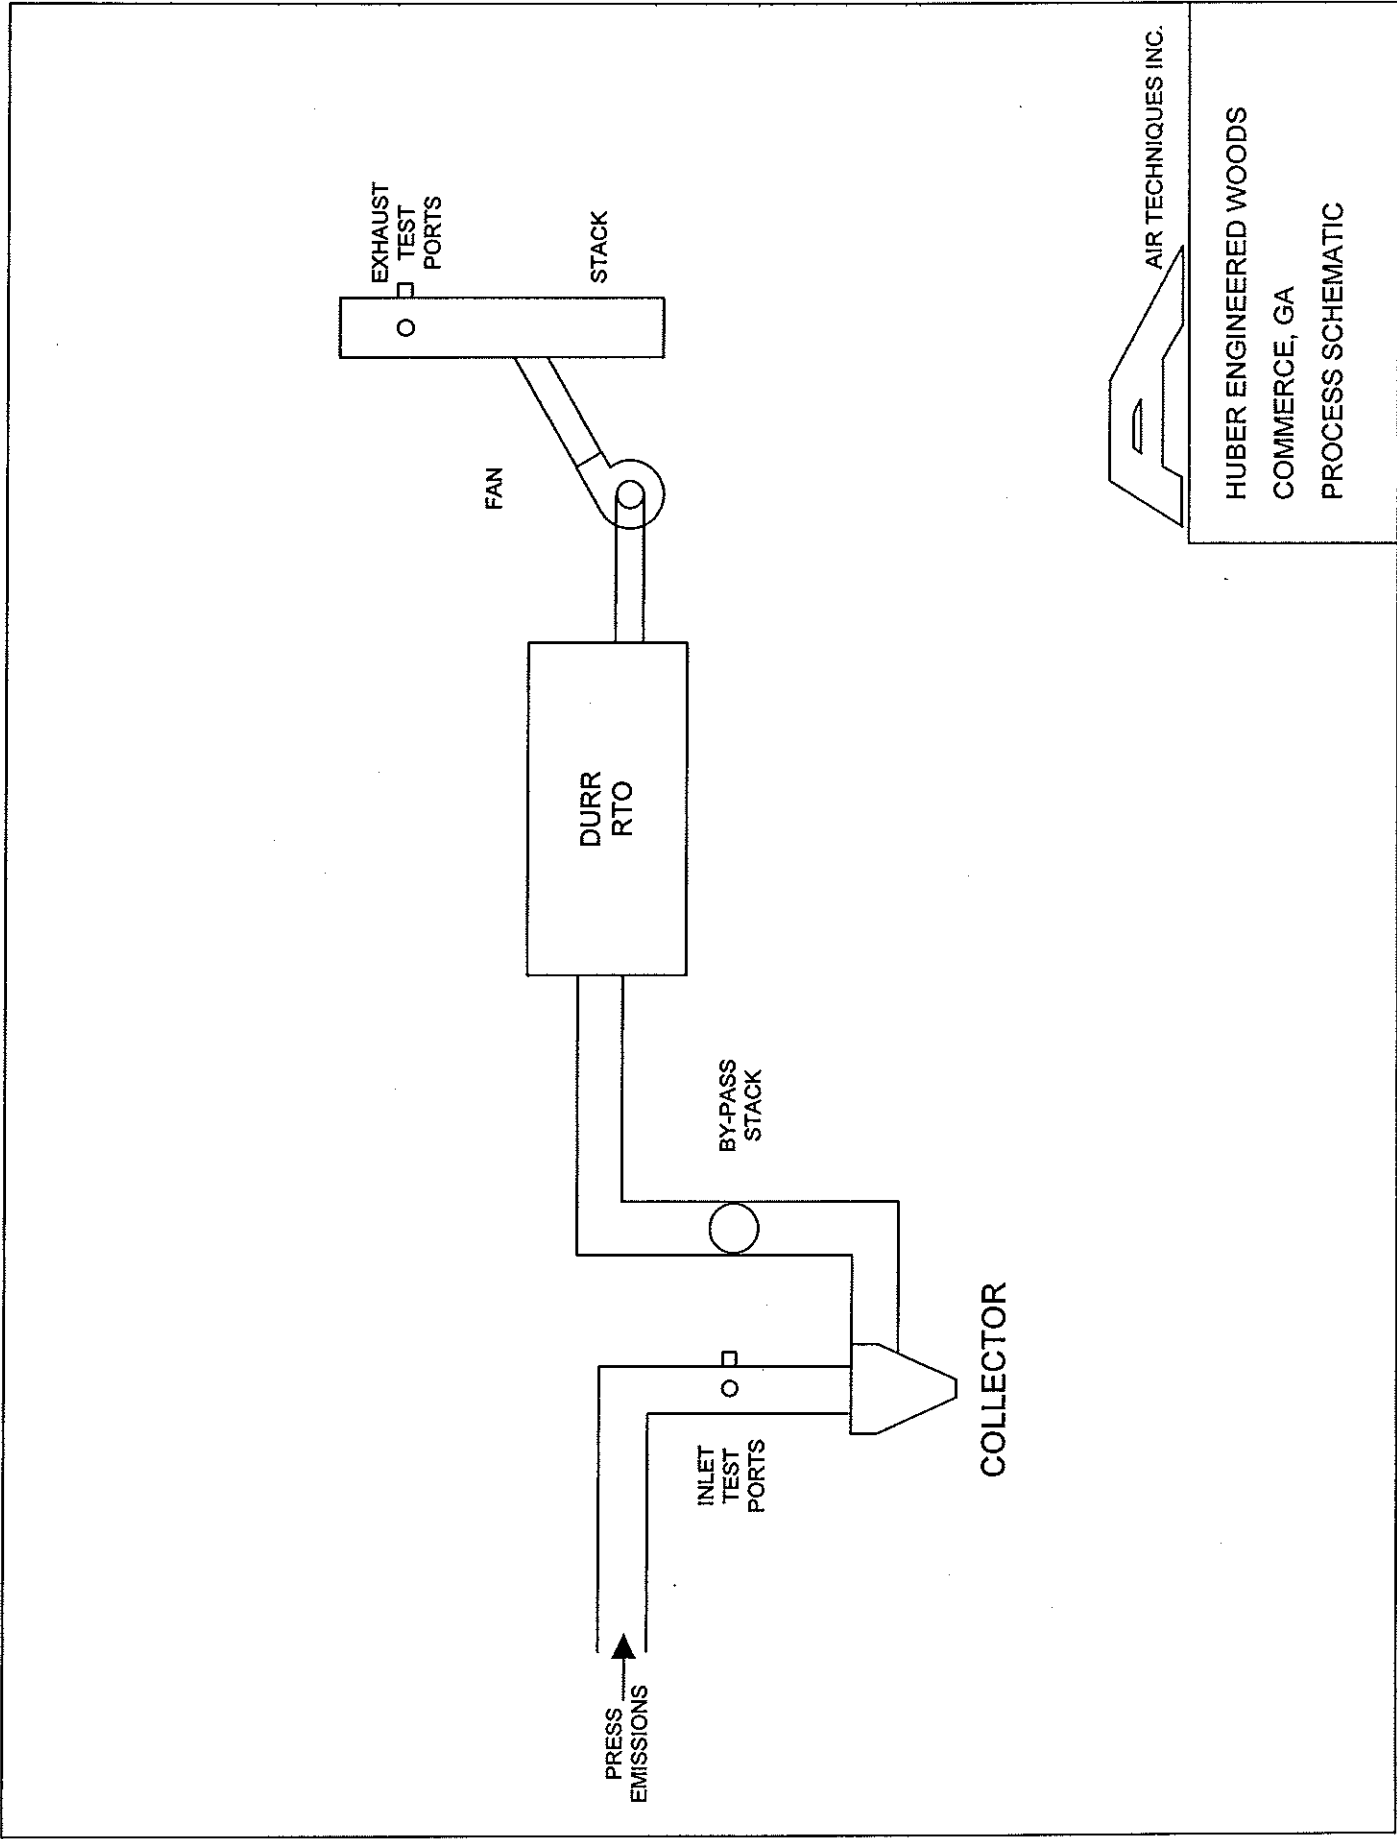 PRESS
EMISSIONS
INLET
TEST
PORTS
COLLECTOR
BY-PASS
STACK
DURR
RTO
FAN
EXHAUST
TEST
PORTS
STACK
AIR TECHNIQUES INC.
HUBER ENGINEERED WOODS
COMMERCE, GA
PROCESS SCHEMATIC